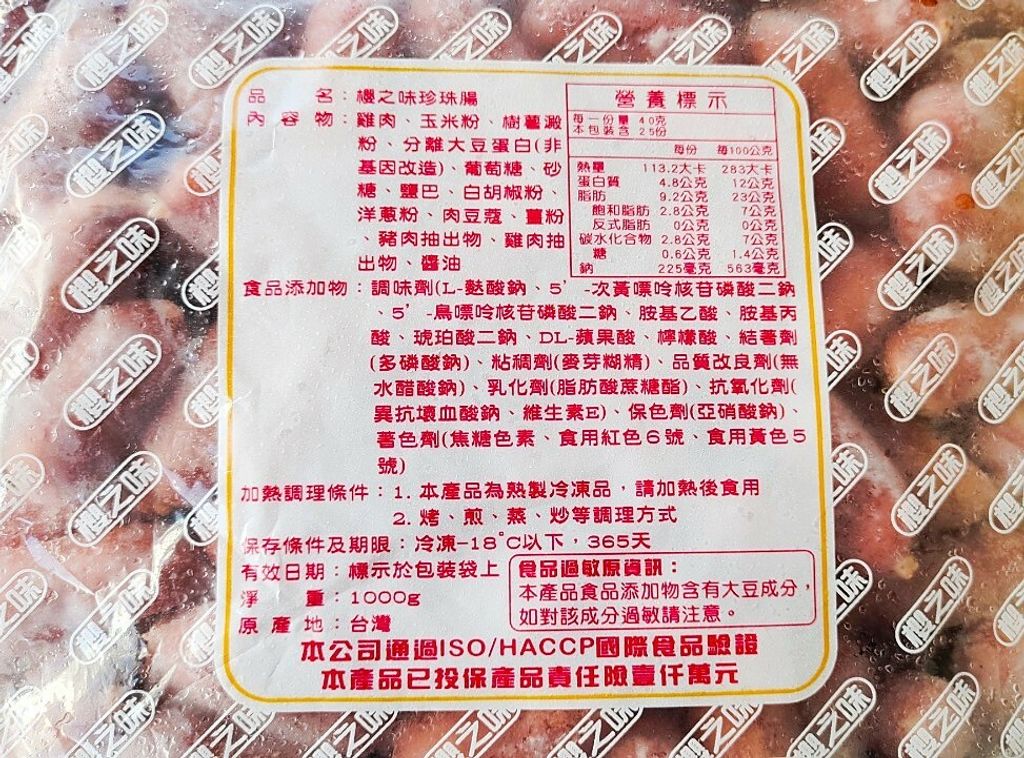 品　　名：櫻之味珍珠腸
內 容 物：雞肉、玉米粉、樹薯澱
粉、分離大豆蛋白(非
基因改造)、葡萄糖、砂
糖、鹽巴、白胡椒粉、
洋蔥粉、肉豆蔻、薑粉
、豬肉抽出物、雞肉抽
出物、醬油
營養標示
每一份量 40克
本包裝含 25份
每份 每100公克
熱量 113.2大卡 283大卡
蛋白質 4.8公克 12公克
脂肪 9.2公克 23公克
飽和脂肪 2.8公克 7公克
反式脂肪 0公克 0公克
碳水化合物 2.8公克 7公克
糖 0.6公克 1.4公克
鈉 225毫克 563毫克
食品添加物：調味劑(L-麩酸鈉、5’-次黃嘌呤核苷磷酸二鈉
、5’-鳥嘌呤核苷磷酸二鈉、胺基乙酸、胺基丙
酸、琥珀酸二鈉、DL-蘋果酸、檸檬酸、結著劑
(多磷酸鈉)、粘稠劑(麥芽糊精)、品質改良劑(無
水醋酸鈉)、乳化劑(脂肪酸蔗糖酯)、抗氧化劑(
異抗壞血酸鈉、維生素E)、保色劑(亞硝酸鈉)、
著色劑(焦糖色素、食用紅色6號、食用黃色5
號)
加熱調理條件：1. 本產品為熟製冷凍品，請加熱後食用
2. 烤、煎、蒸、炒等調理方式
保存條件及期限：冷凍-18°C以下，365天
有效日期：標示於包裝袋上
淨　　重：1000g
原 產 地：台灣
食品過敏原資訊：
本產品食品添加物含有大豆成分，
如對該成分過敏請注意。
本公司通過ISO/HACCP國際食品驗證
本產品已投保產品責任險壹仟萬元
櫻之味